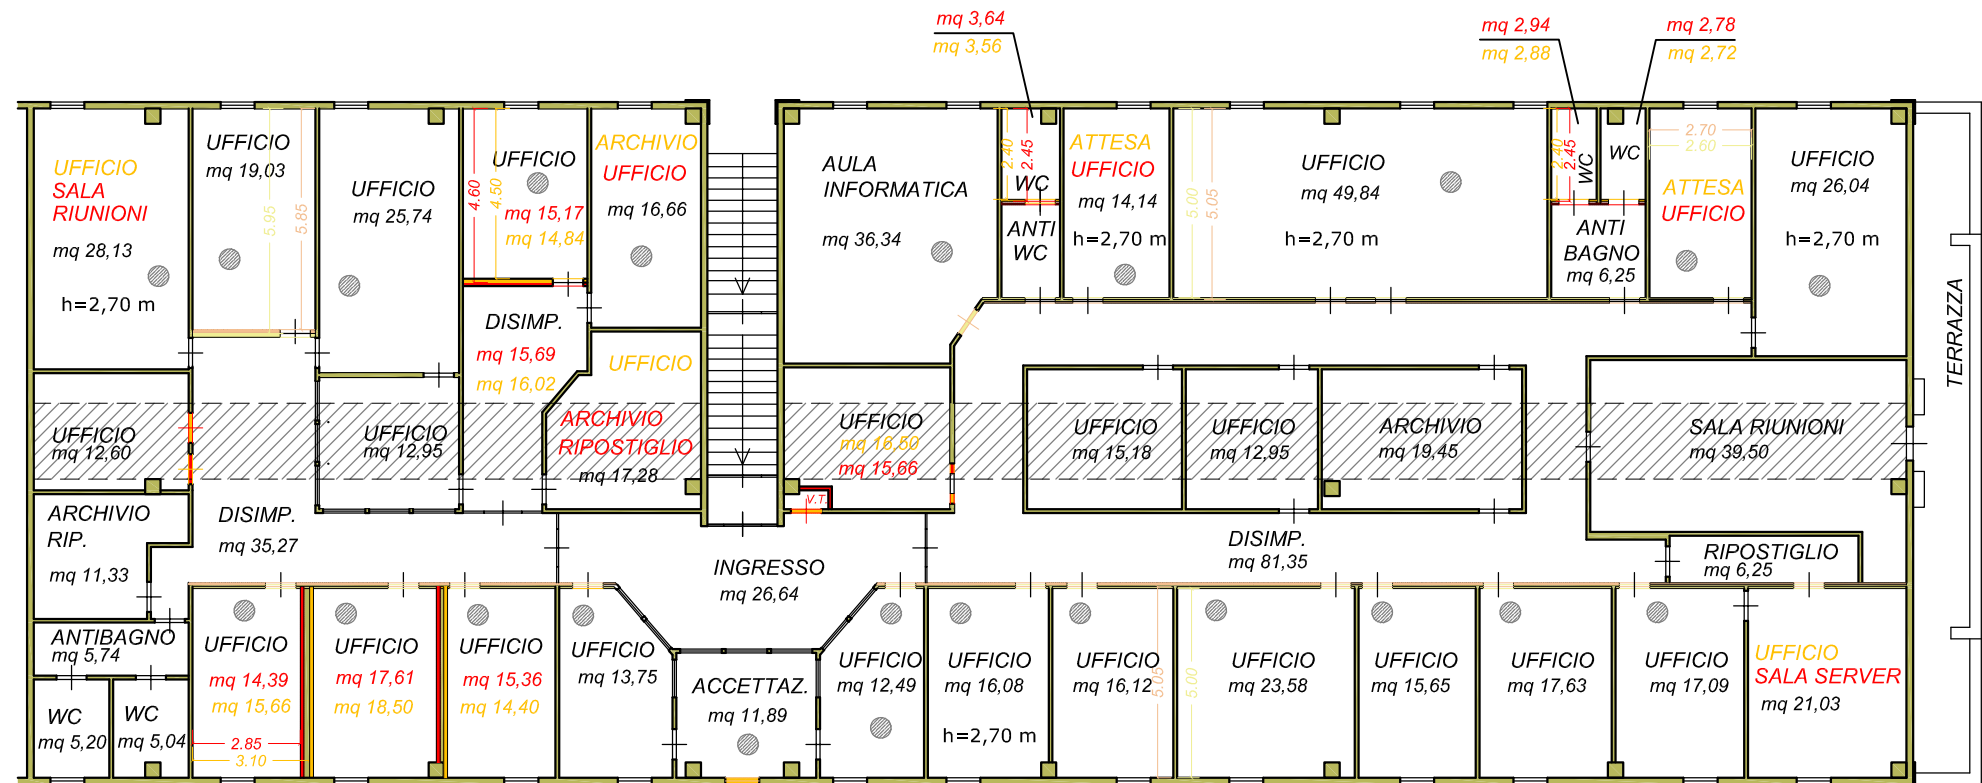 mq 3,64
mq 3,56
mq 2,94
mq 2,88
mq 2,78
mq 2,72
UFFICIO
SALA
RIUNIONI
mq 28,13
h=2,70 m
UFFICIO
mq 19,03
5.95
5.85
UFFICIO
mq 25,74
4.60
4.50
UFFICIO
mq 15,17
mq 14,84
ARCHIVIO
UFFICIO
mq 16,66
AULA
INFORMATICA
mq 36,34
2.40
2.45
WC
ANTI
WC
ATTESA
UFFICIO
mq 14,14
h=2,70 m
5.00
5.05
UFFICIO
mq 49,84
h=2,70 m
2.40
2.45
WC
WC
ANTI
BAGNO
mq 6,25
2.70
2.60
ATTESA
UFFICIO
UFFICIO
mq 26,04
h=2,70 m
TERRAZZA
DISIMP.
mq 15,69
mq 16,02
UFFICIO
ARCHIVIO
RIPOSTIGLIO
mq 17,28
UFFICIO
mq 12,60
UFFICIO
mq 12,95
UFFICIO
mq 16,50
mq 15,66
V.T.
UFFICIO
mq 15,18
UFFICIO
mq 12,95
ARCHIVIO
mq 19,45
SALA RIUNIONI
mq 39,50
ARCHIVIO
RIP.
mq 11,33
DISIMP.
mq 35,27
INGRESSO
mq 26,64
DISIMP.
mq 81,35
RIPOSTIGLIO
mq 6,25
ANTIBAGNO
mq 5,74
WC
mq 5,20
WC
mq 5,04
UFFICIO
mq 14,39
mq 15,66
2.85
3.10
UFFICIO
mq 17,61
mq 18,50
UFFICIO
mq 15,36
mq 14,40
UFFICIO
mq 13,75
ACCETTAZ.
mq 11,89
UFFICIO
mq 12,49
UFFICIO
mq 16,08
h=2,70 m
UFFICIO
mq 16,12
5.05
5.00
UFFICIO
mq 23,58
UFFICIO
mq 15,65
UFFICIO
mq 17,63
UFFICIO
mq 17,09
UFFICIO
SALA SERVER
mq 21,03